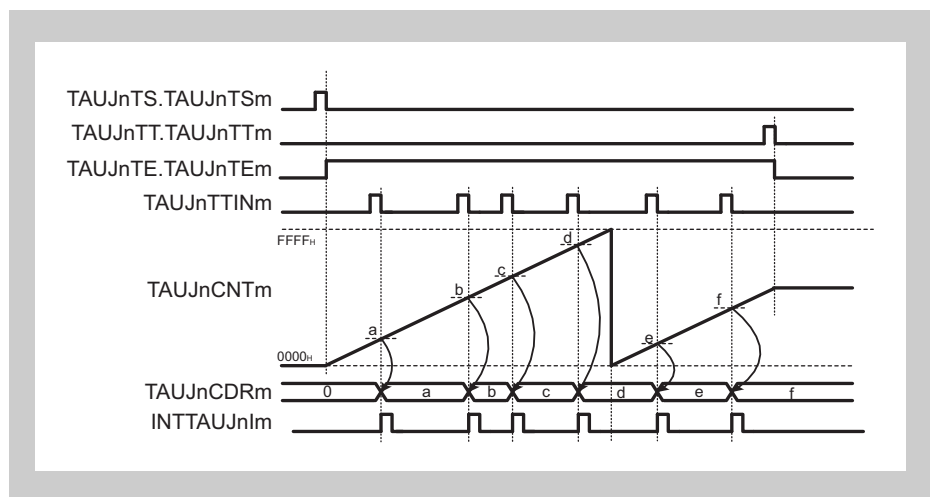 TAUJnTS.TAUJnTSm
TAUJnTT.TAUJnTTm
TAUJnTE.TAUJnTEm
TAUJnTTINm
FFFFH
d
c
b
TAUJnCNTm
f
a
e
0000H
TAUJnCDRm 0 a b c d e f
INTTAUJnIm